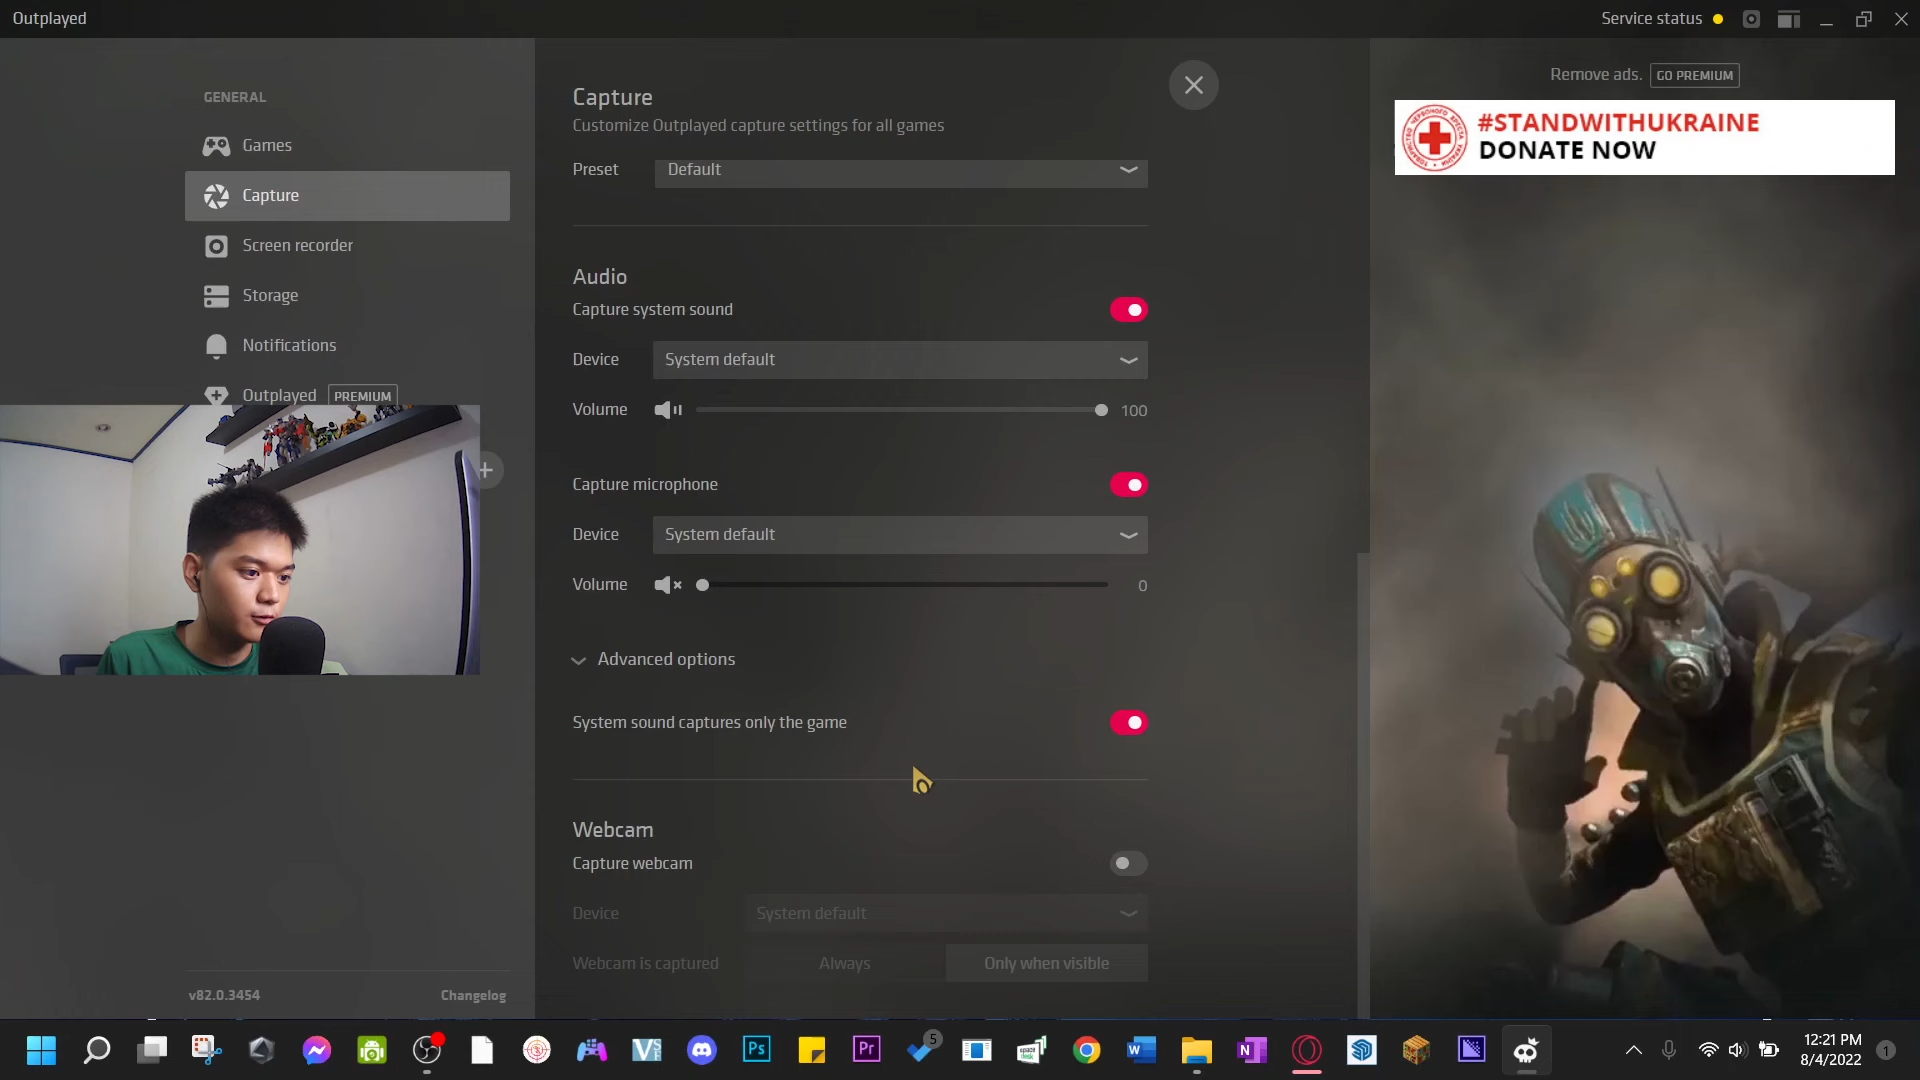 Outplayed
Service status
GENERAL
Games
Capture
Screen recorder
Storage
Notifications
Outplayed PREMIUM
v82.0.3454
Changelog
Capture
Customize Outplayed capture settings for all games
Preset Default
Audio
Capture system sound
Device System default
Volume 100
Capture microphone
Device System default
Volume 0
Advanced options
System sound captures only the game
Webcam
Capture webcam
Device System default
Webcam is captured Always Only when visible
Remove ads. GO PREMIUM
#STANDWITHUKRAINE
DONATE NOW
Ps
Pr
5
W
N
12:21 PM
8/4/2022
1